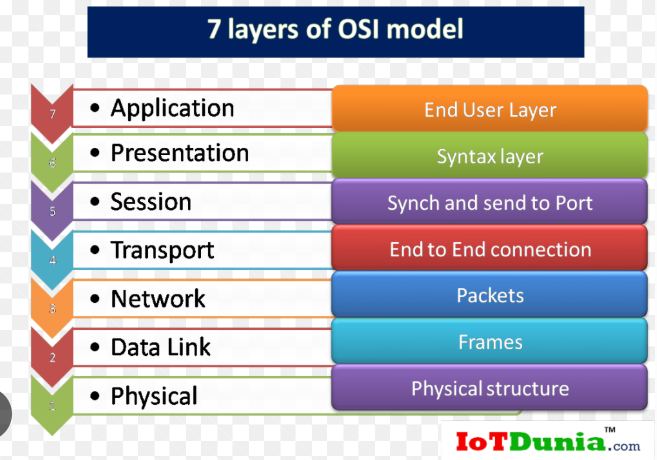 7 layers of OSI model
7 • Application End User Layer
6 • Presentation Syntax layer
5 • Session Synch and send to Port
4 • Transport End to End connection
3 • Network Packets
2 • Data Link Frames
1 • Physical Physical structure
IoTDunia.com™